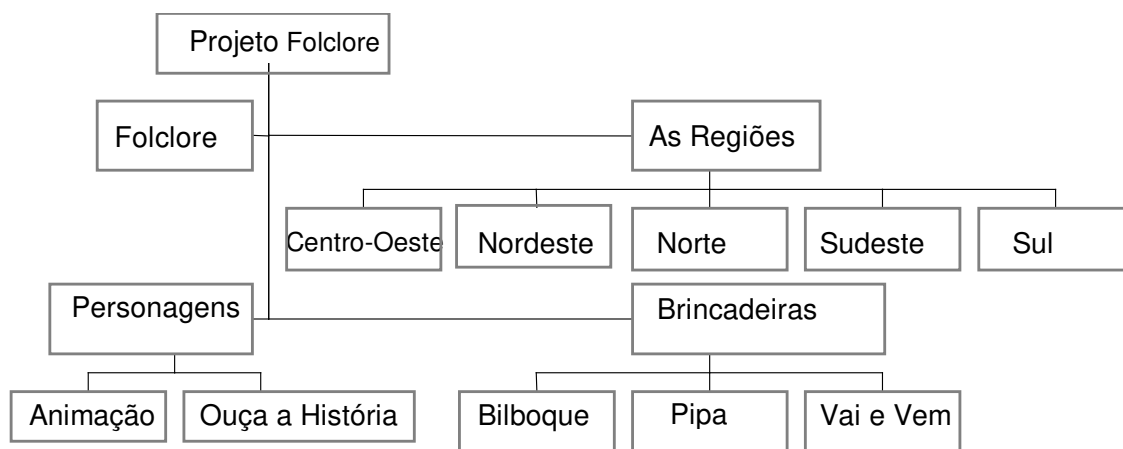 Projeto Folclore
Folclore
As Regiões
Centro-Oeste
Nordeste
Norte
Sudeste
Sul
Personagens
Brincadeiras
Animação
Ouça a História
Bilboque
Pipa
Vai e Vem